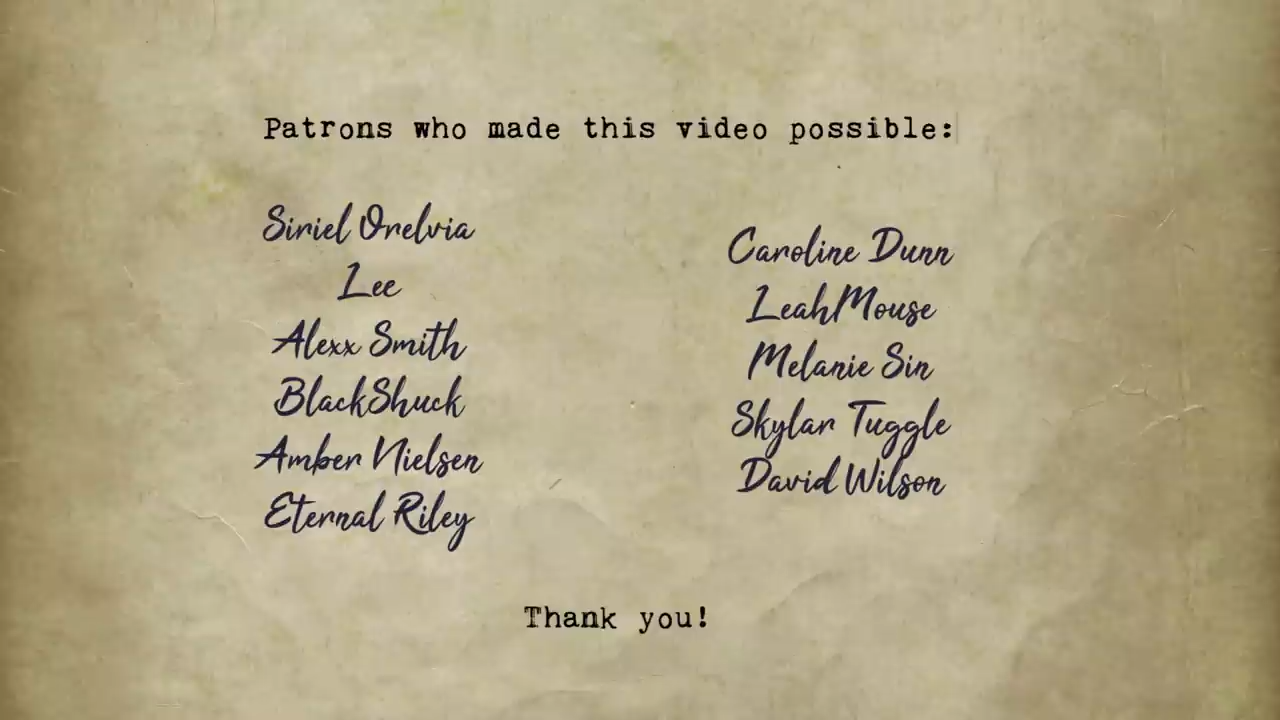 Patrons who made this video possible:
Siriel Orelvia
Lee
Alexx Smith
BlackShuck
Amber Nielsen
Eternal Riley
Caroline Dunn
LeahMouse
Melanie Sin
Skylar Tuggle
David Wilson
Thank you!